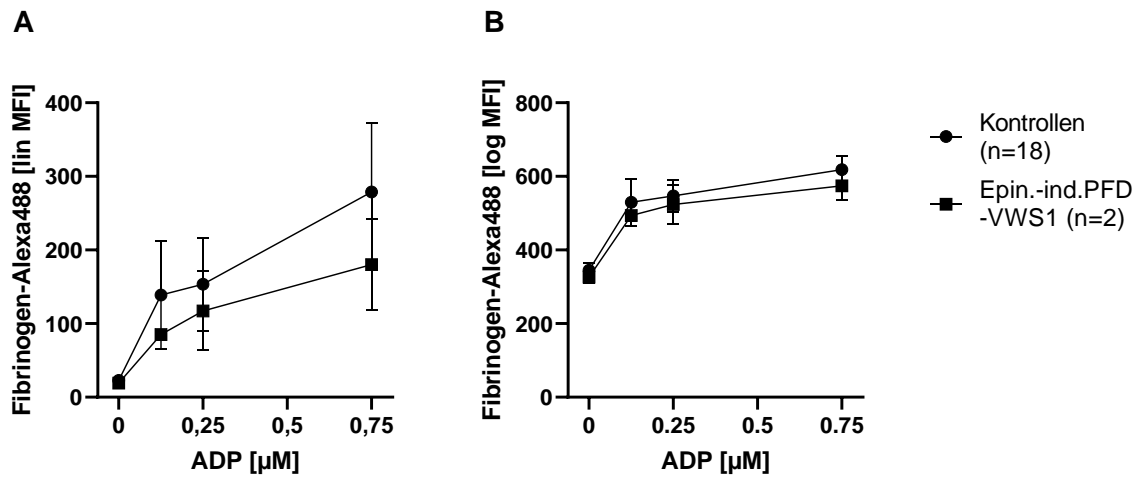 A
Fibrinogen-Alexa488 [lin MFI]
400
300
200
100
0
0 0,25 0,5 0,75
ADP [µM]
B
Fibrinogen-Alexa488 [log MFI]
800
600
400
200
0
0 0.25 0.5 0.75
ADP [µM]
Kontrollen
(n=18)
Epin.-ind.PFD
-VWS1 (n=2)